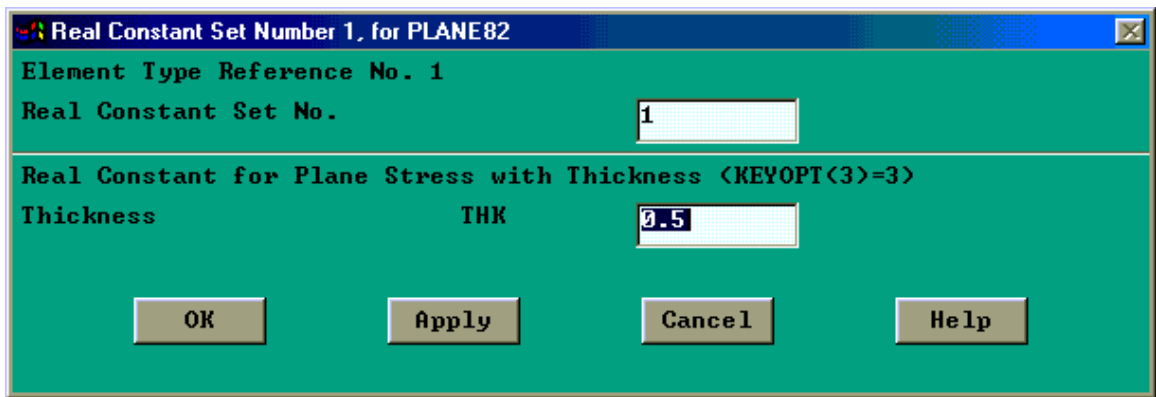 Real Constant Set Number 1, for PLANE82
Element Type Reference No. 1
Real Constant Set No. 1
Real Constant for Plane Stress with Thickness (KEYOPT(3)=3)
Thickness THK 0.5
OK Apply Cancel Help